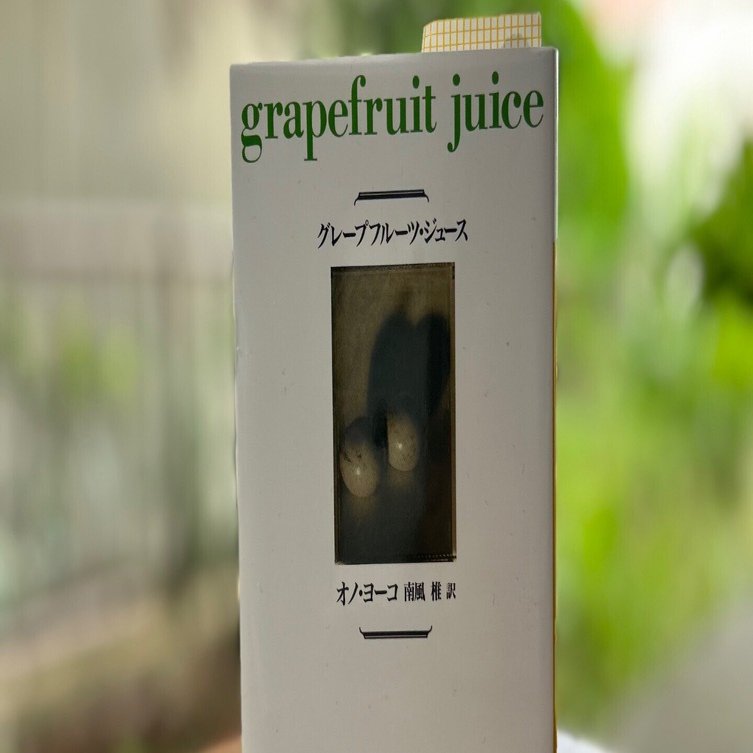 grapefruit juice
グレープフルーツ・ジュース
オノ・ヨーコ 南風 椎 訳